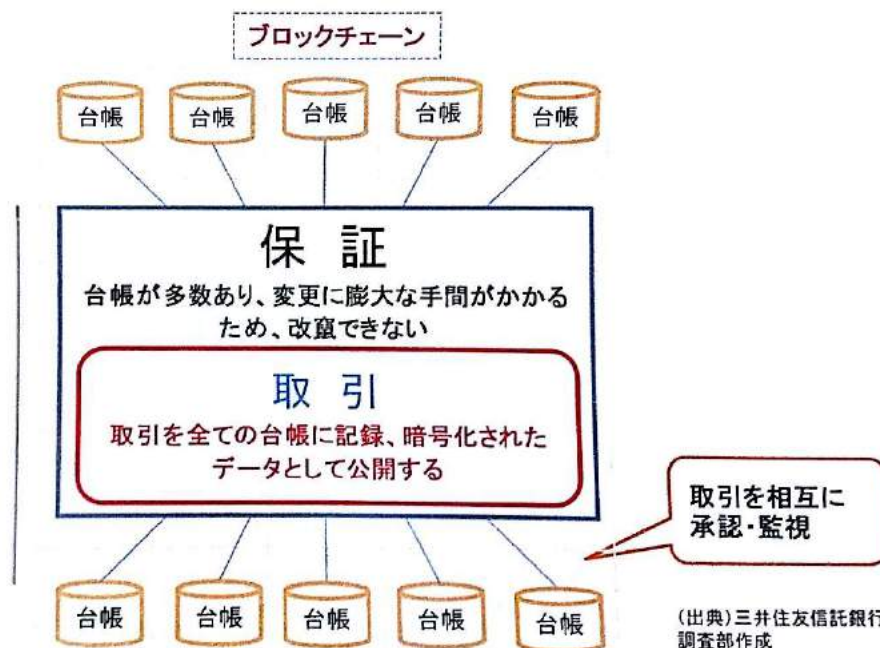 ブロックチェーン
台帳
台帳
台帳
台帳
台帳
保証
台帳が多数あり、変更に膨大な手間がかかる
ため、改竄できない
取引
取引を全ての台帳に記録、暗号化された
データとして公開する
取引を相互に
承認・監視
台帳
台帳
台帳
台帳
台帳
(出典)三井住友信託銀行
調査部作成